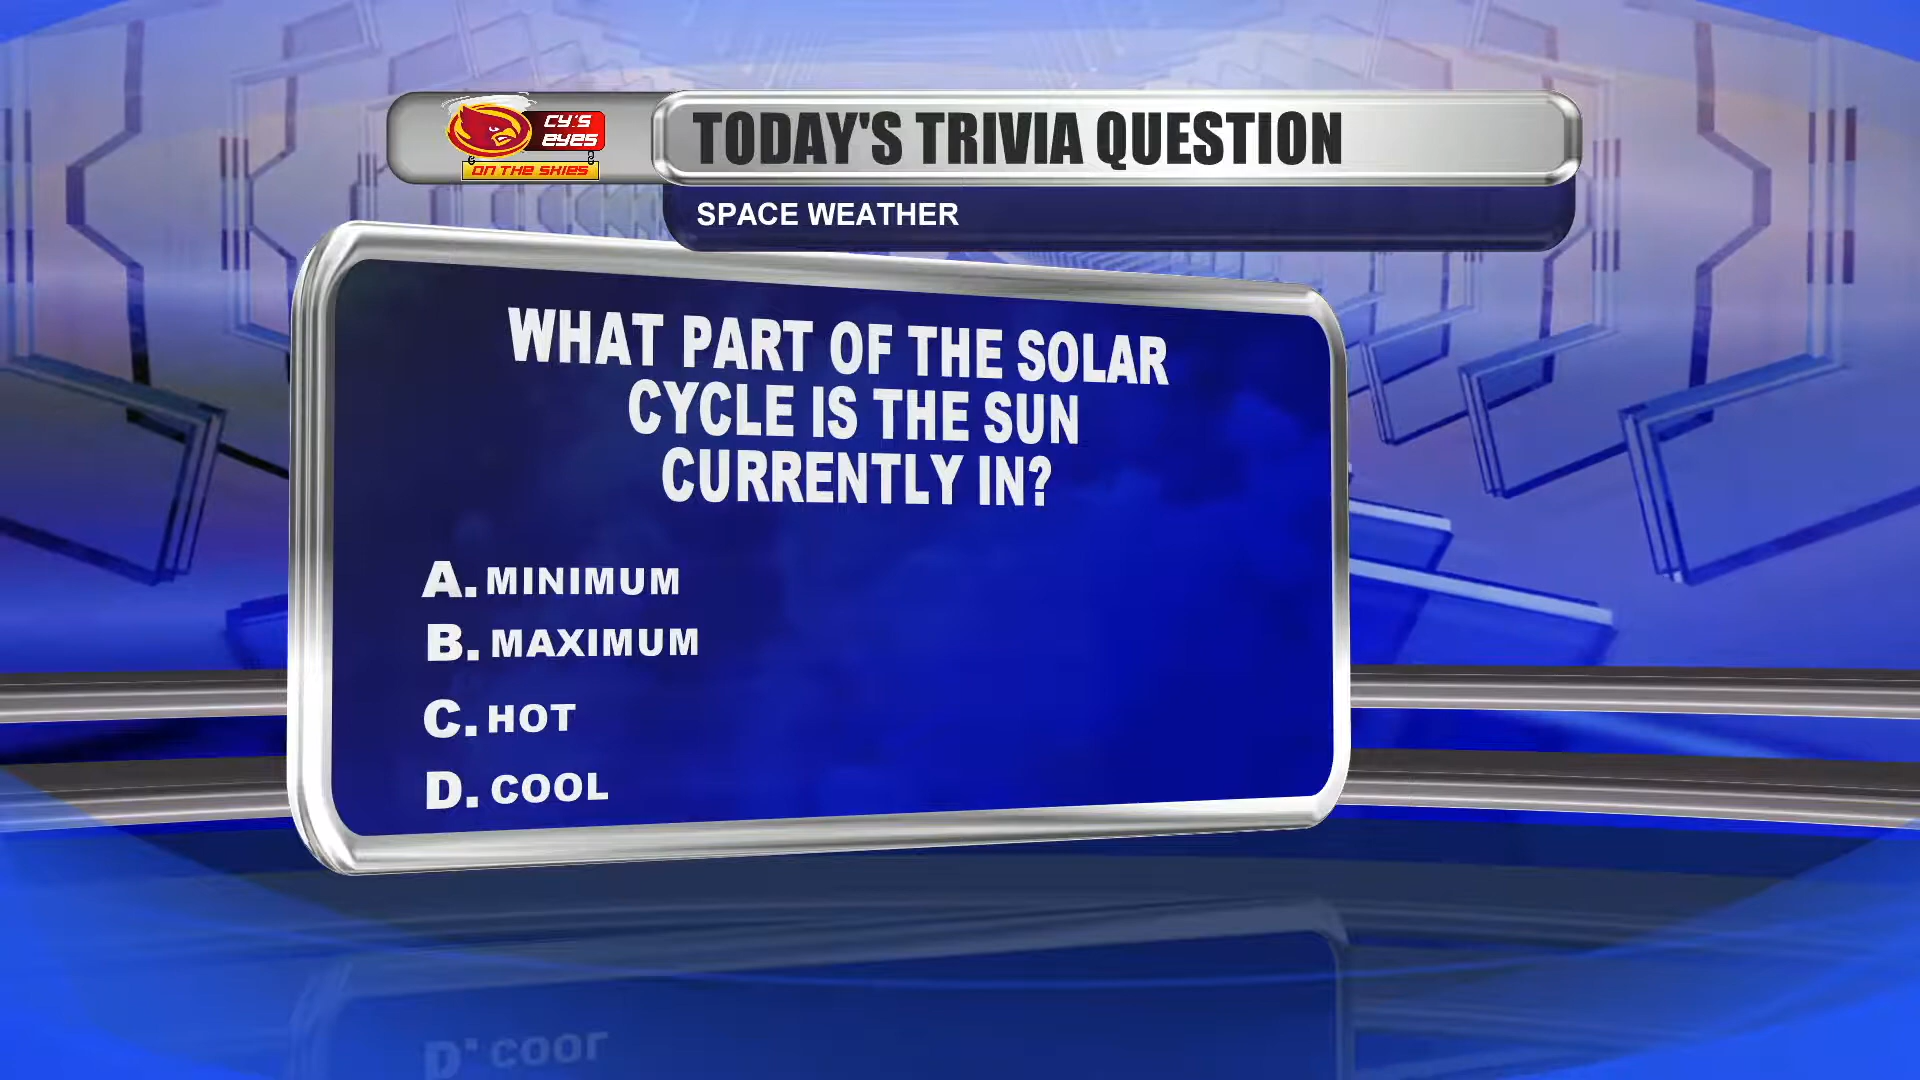 CY'S
EYES
ON THE SKIES
TODAY'S TRIVIA QUESTION
SPACE WEATHER
WHAT PART OF THE SOLAR
CYCLE IS THE SUN
CURRENTLY IN?
A. MINIMUM
B. MAXIMUM
C. HOT
D. COOL